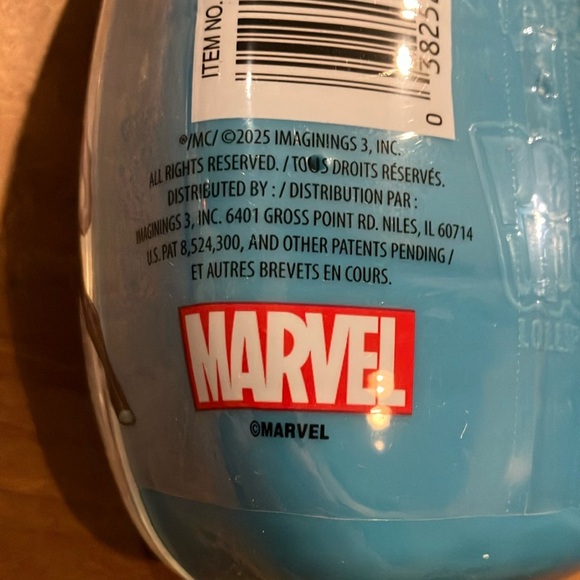 ITEM NO.
0 3825
®/MC/ ©2025 IMAGININGS 3, INC.
ALL RIGHTS RESERVED. / TOUS DROITS RÉSERVÉS.
DISTRIBUTED BY : / DISTRIBUTION PAR :
IMAGININGS 3, INC. 6401 GROSS POINT RD. NILES, IL 60714
U.S. PAT 8,524,300, AND OTHER PATENTS PENDING /
ET AUTRES BREVETS EN COURS.
MARVEL
©MARVEL